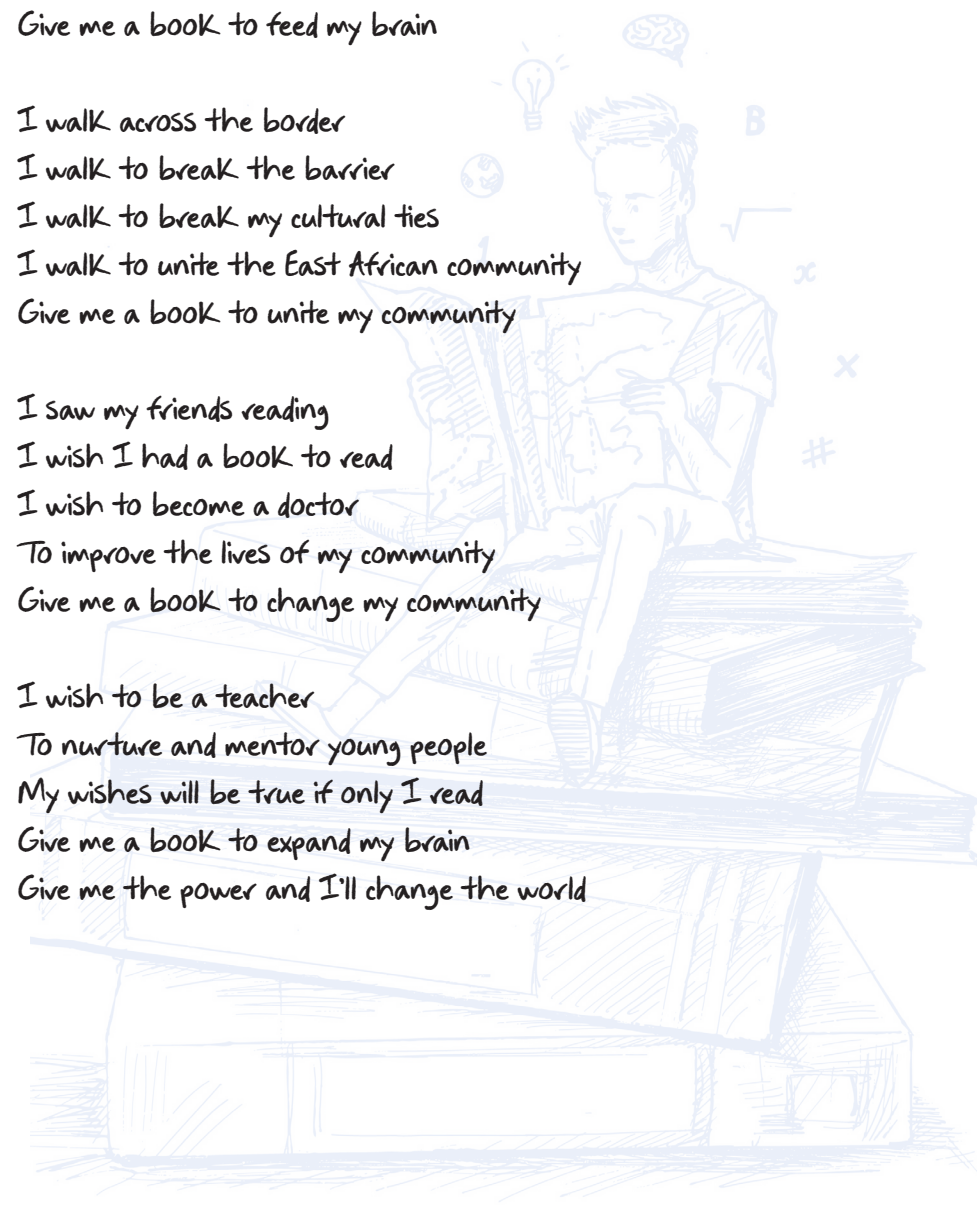 Give me a book to feed my brain
I walk across the border
I walk to break the barrier
I walk to break my cultural ties
I walk to unite the East African community
Give me a book to unite my community
I saw my friends reading
I wish I had a book to read
I wish to become a doctor
To improve the lives of my community
Give me a book to change my community
I wish to be a teacher
To nurture and mentor young people
My wishes will be true if only I read
Give me a book to expand my brain
Give me the power and I'll change the world
B
1
√
x
x
#